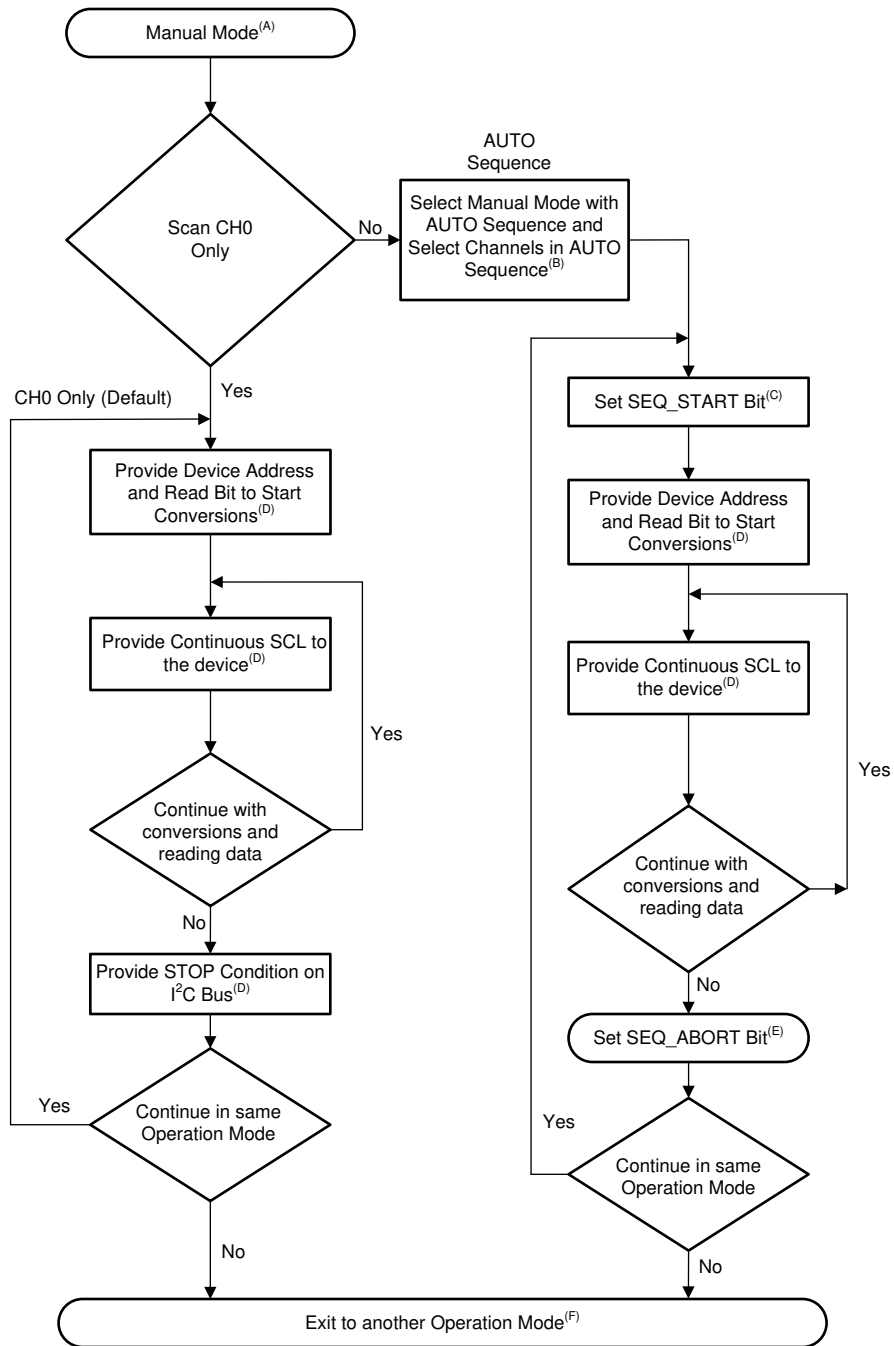 Manual Mode(A)
Scan CH0
Only
No
AUTO
Sequence
Select Manual Mode with
AUTO Sequence and
Select Channels in AUTO
Sequence(B)
Yes
CH0 Only (Default)
Provide Device Address
and Read Bit to Start
Conversions(D)
Provide Continuous SCL to
the device(D)
Yes
Continue with
conversions and
reading data
No
Provide STOP Condition on
I2C Bus(D)
Yes
Continue in same
Operation Mode
No
Set SEQ_START Bit(C)
Provide Device Address
and Read Bit to Start
Conversions(D)
Provide Continuous SCL to
the device(D)
Yes
Continue with
conversions and
reading data
No
Set SEQ_ABORT Bit(E)
Yes
Continue in same
Operation Mode
No
Exit to another Operation Mode(F)